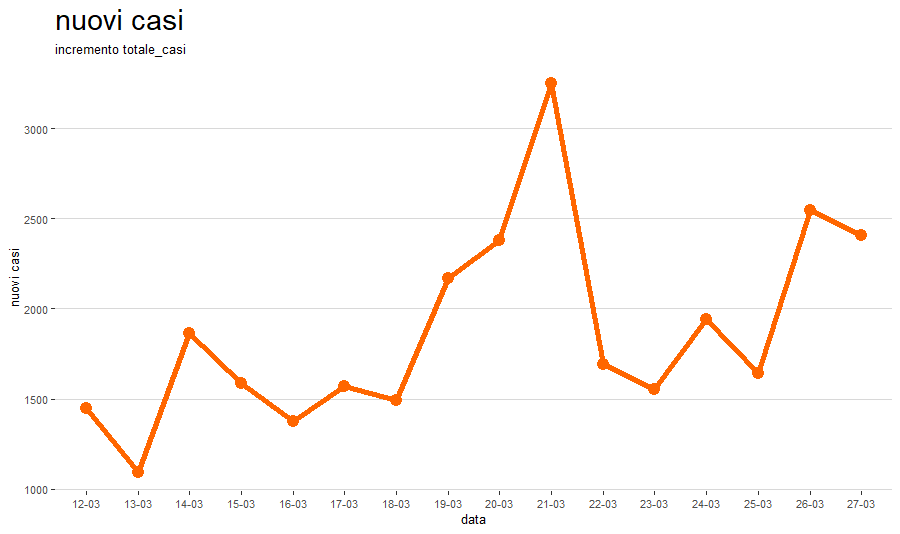 nuovi casi
incremento totale_casi
nuovi casi
3000
2500
2000
1500
1000
12-03 13-03 14-03 15-03 16-03 17-03 18-03 19-03 20-03 21-03 22-03 23-03 24-03 25-03 26-03 27-03
data